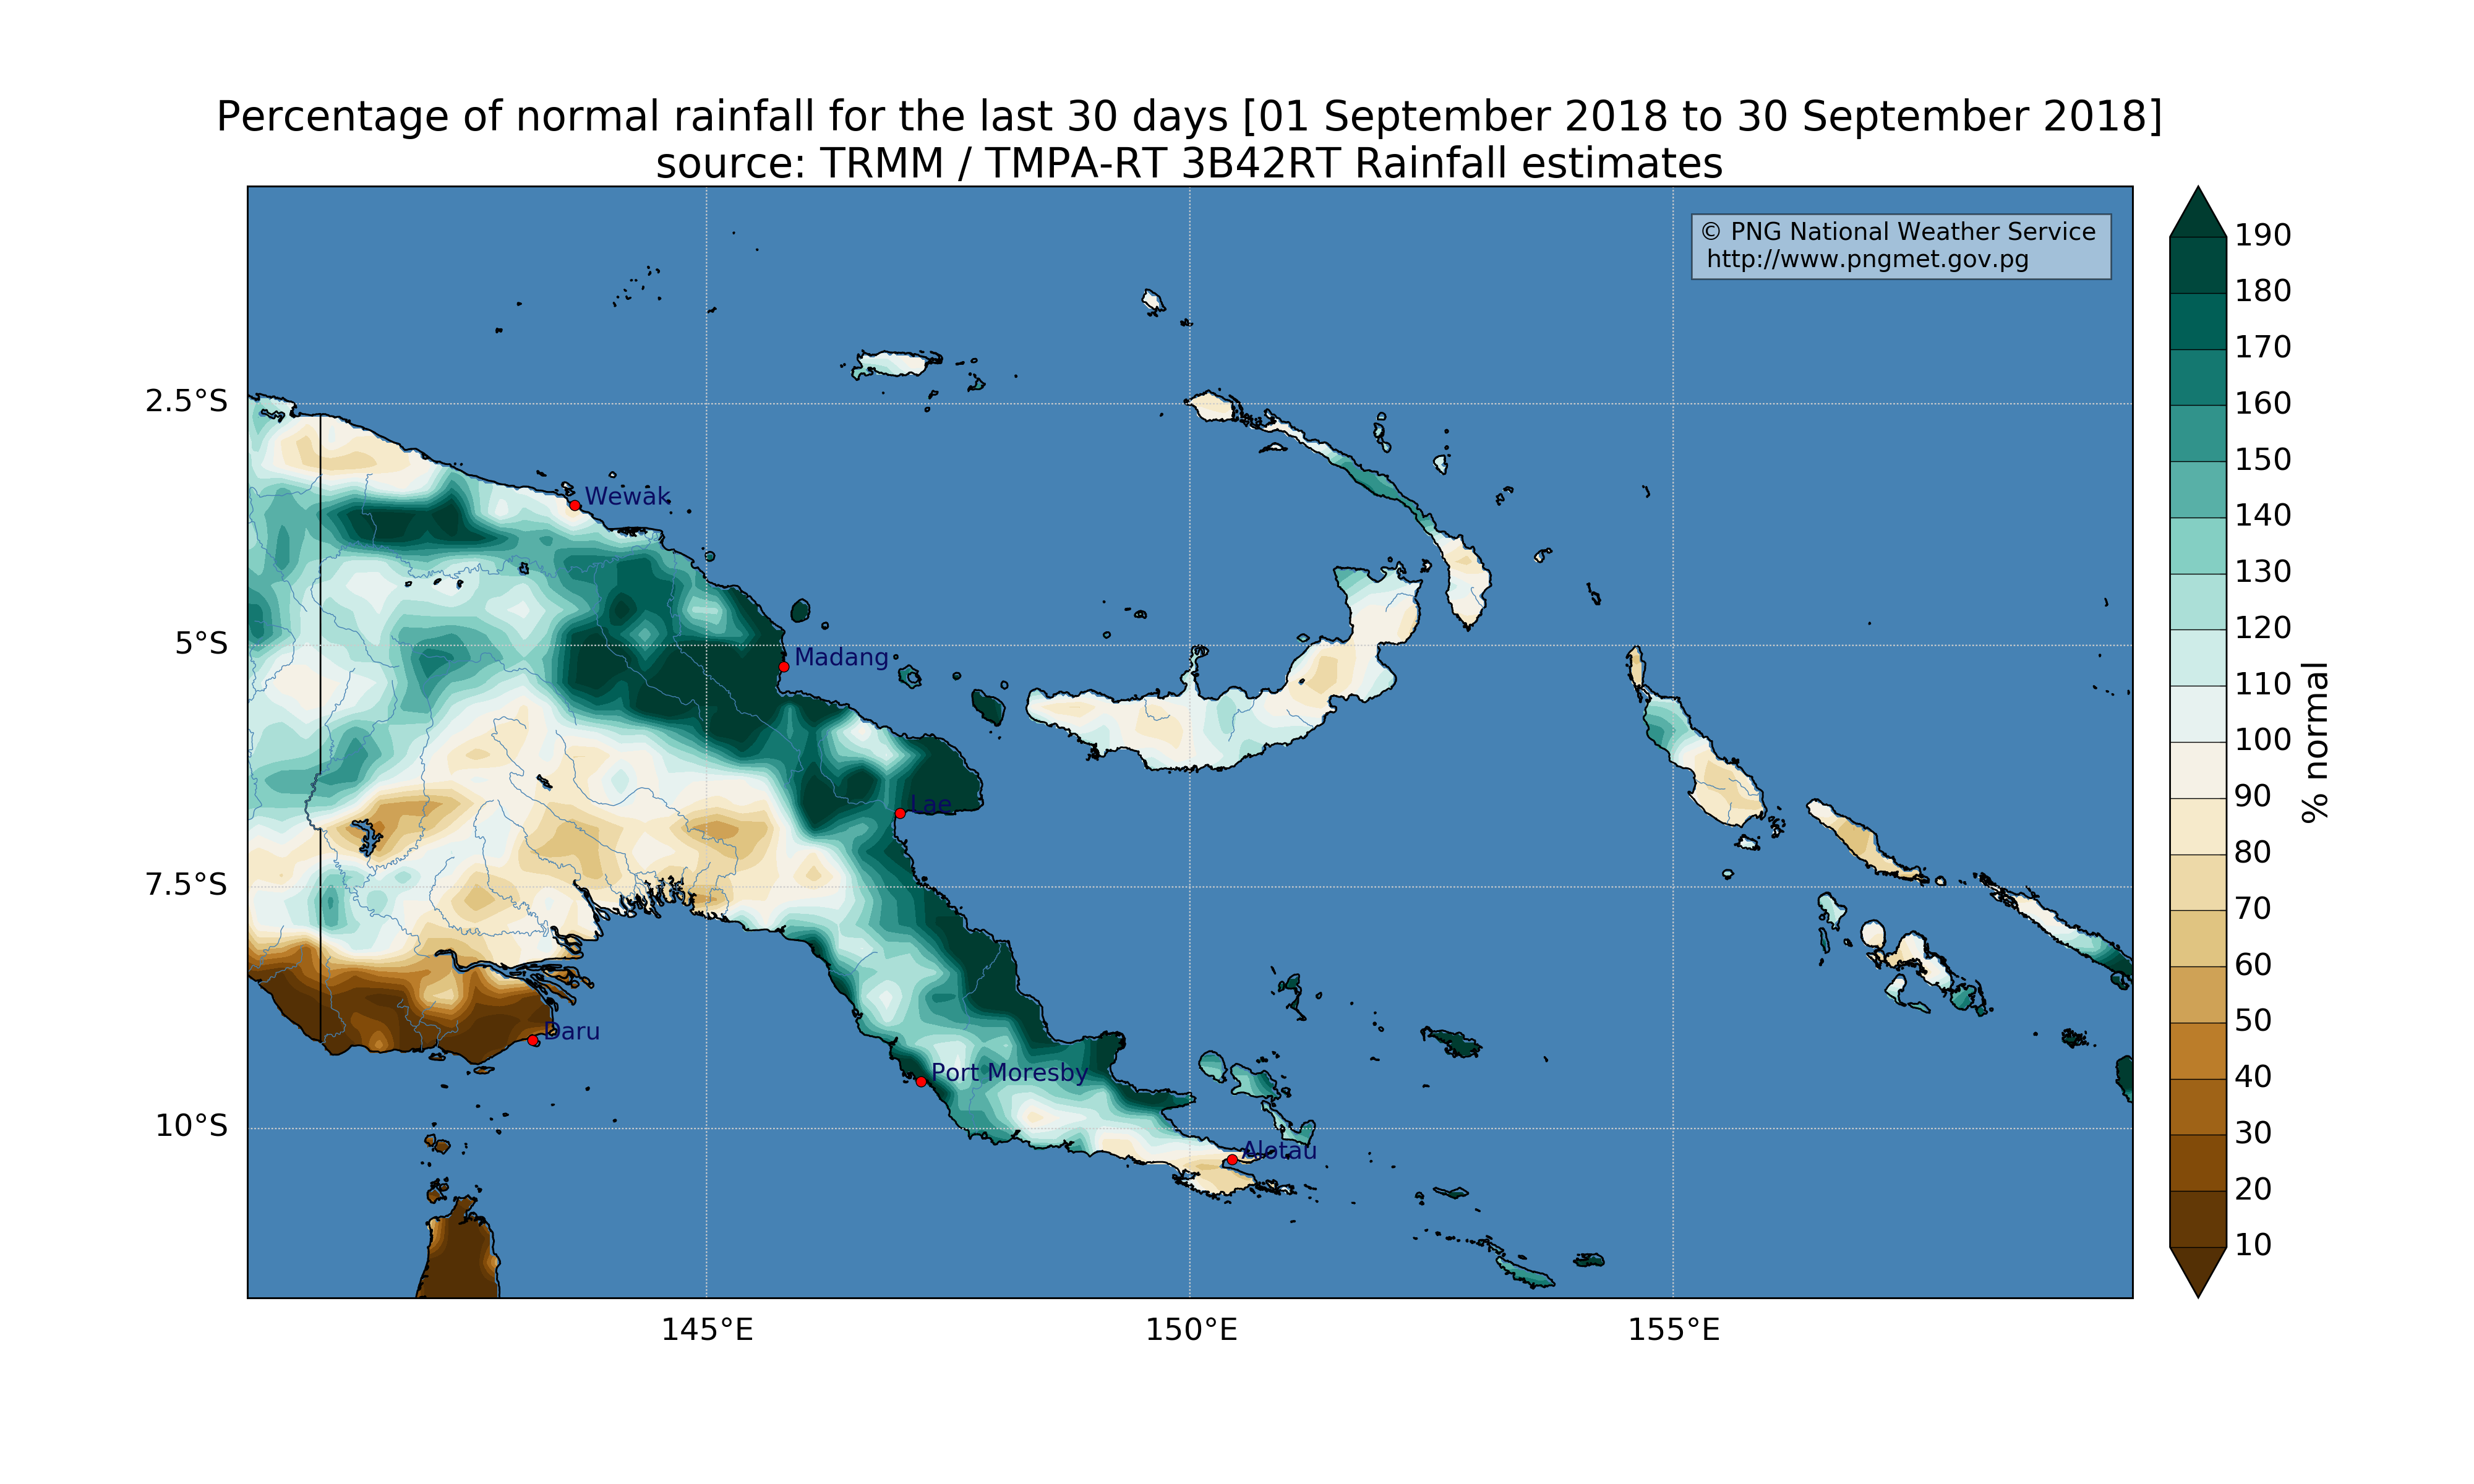 Percentage of normal rainfall for the last 30 days [01 September 2018 to 30 September 2018]
source: TRMM / TMPA-RT 3B42RT Rainfall estimates
© PNG National Weather Service
http://www.pngmet.gov.pg
190
180
170
160
150
140
130
120
110
100
90
80
70
60
50
40
30
20
10
% normal
2.5°S
5°S
7.5°S
10°S
Wewak
Madang
Lae
Daru
Port Moresby
Alotau
145°E
150°E
155°E